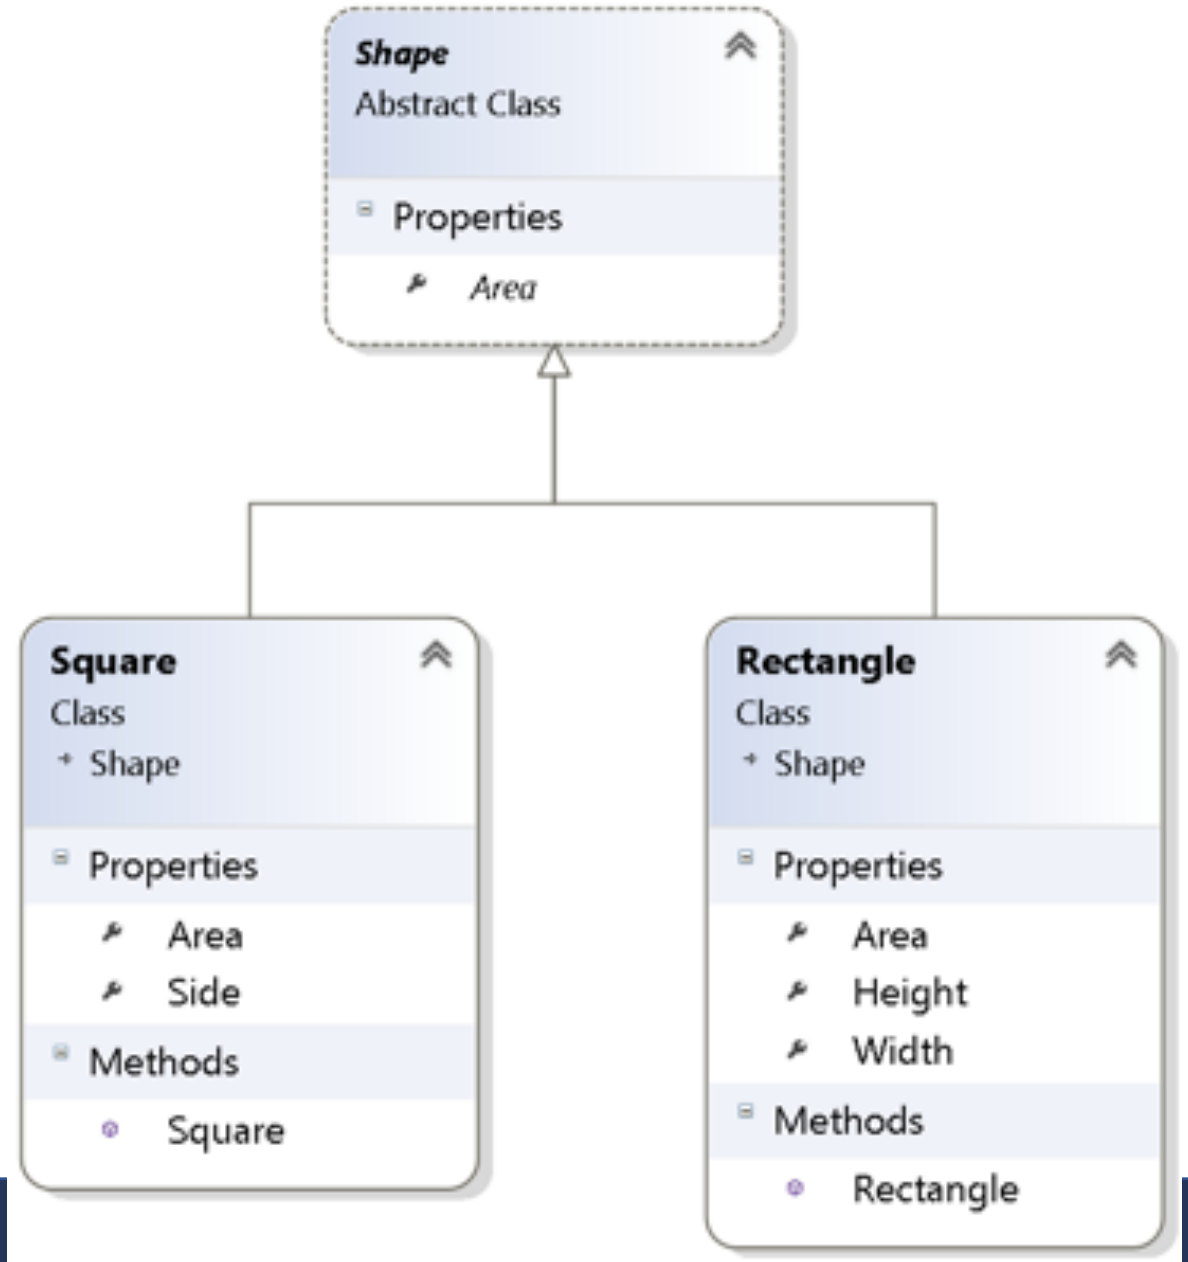 Shape
Abstract Class
Properties
Area
Square
Class
Shape
Properties
Area
Side
Methods
Square
Rectangle
Class
Shape
Properties
Area
Height
Width
Methods
Rectangle